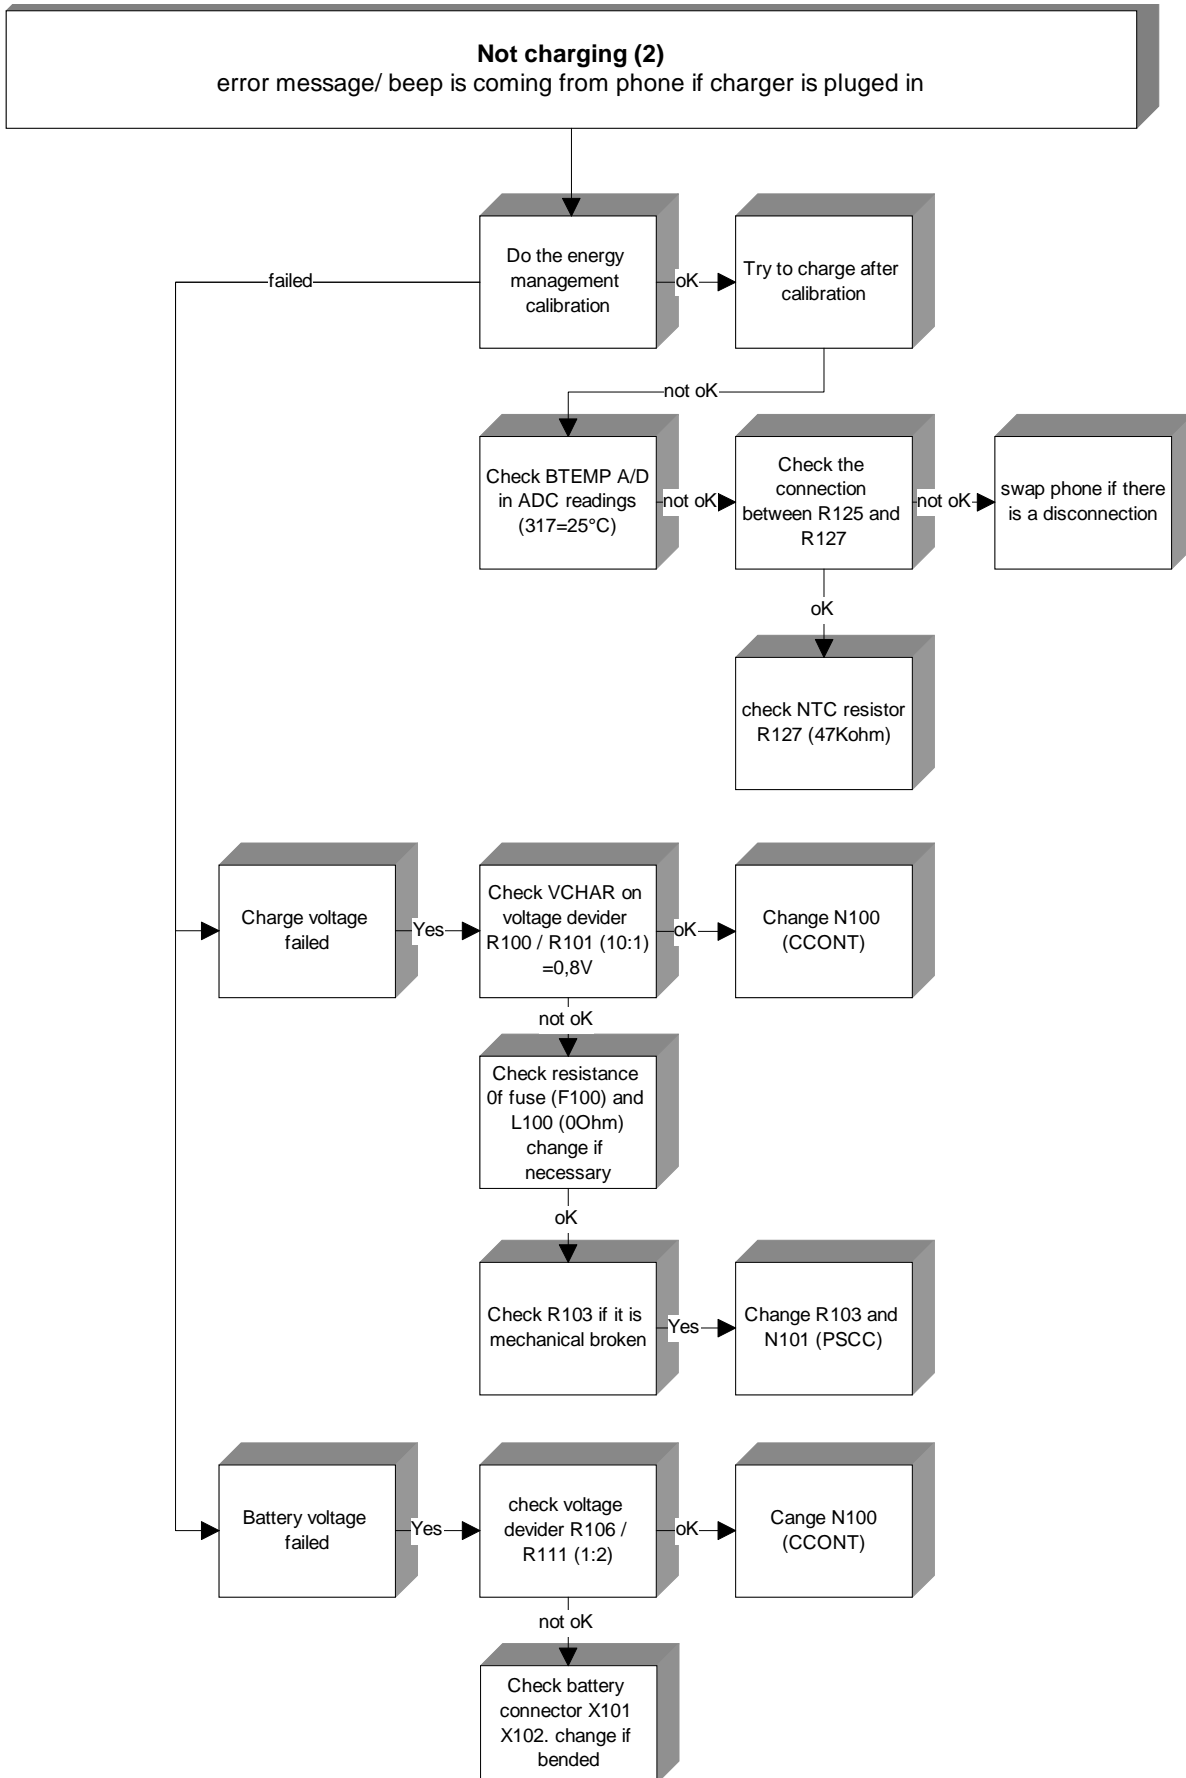 Not charging (2)
error message/ beep is coming from phone if charger is pluged in
Do the energy
management
calibration
failed
oK
Try to charge after
calibration
not oK
Check BTEMP A/D
in ADC readings
(317=25°C)
not oK
Check the
connection
between R125 and
R127
not oK
swap phone if there
is a disconnection
oK
check NTC resistor
R127 (47Kohm)
Charge voltage
failed
Yes
Check VCHAR on
voltage devider
R100 / R101 (10:1)
=0,8V
oK
Change N100
(CCONT)
not oK
Check resistance
0f fuse (F100) and
L100 (0Ohm)
change if
necessary
oK
Check R103 if it is
mechanical broken
Yes
Change R103 and
N101 (PSCC)
Battery voltage
failed
Yes
check voltage
devider R106 /
R111 (1:2)
oK
Cange N100
(CCONT)
not oK
Check battery
connector X101
X102. change if
bended